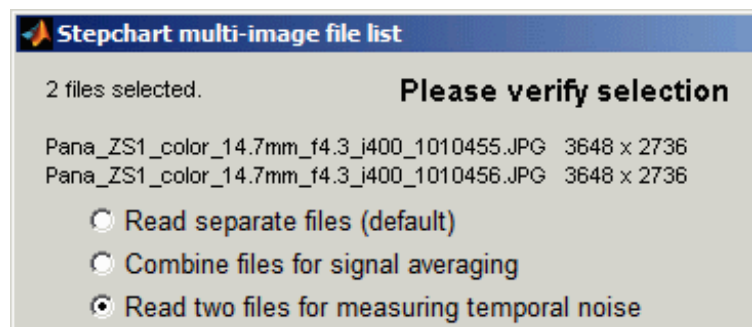 Stepchart multi-image file list
2 files selected. Please verify selection
Pana_ZS1_color_14.7mm_f4.3_i400_1010455.JPG 3648 x 2736
Pana_ZS1_color_14.7mm_f4.3_i400_1010456.JPG 3648 x 2736
Read separate files (default)
Combine files for signal averaging
Read two files for measuring temporal noise